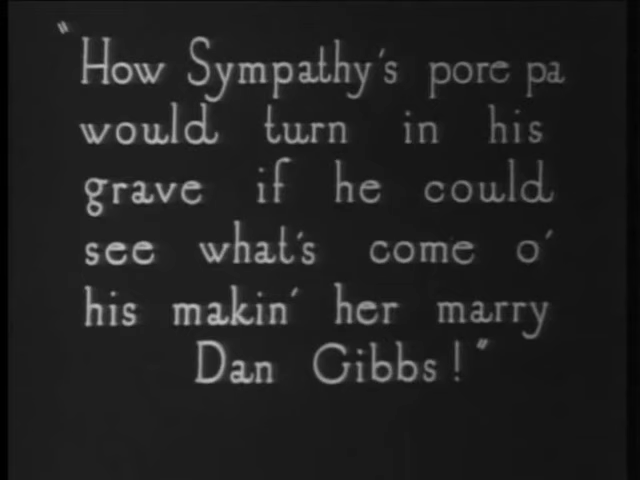 "How Sympathy's pore pa
would turn in his
grave if he could
see what's come o'
his makin' her marry
Dan Gibbs!"